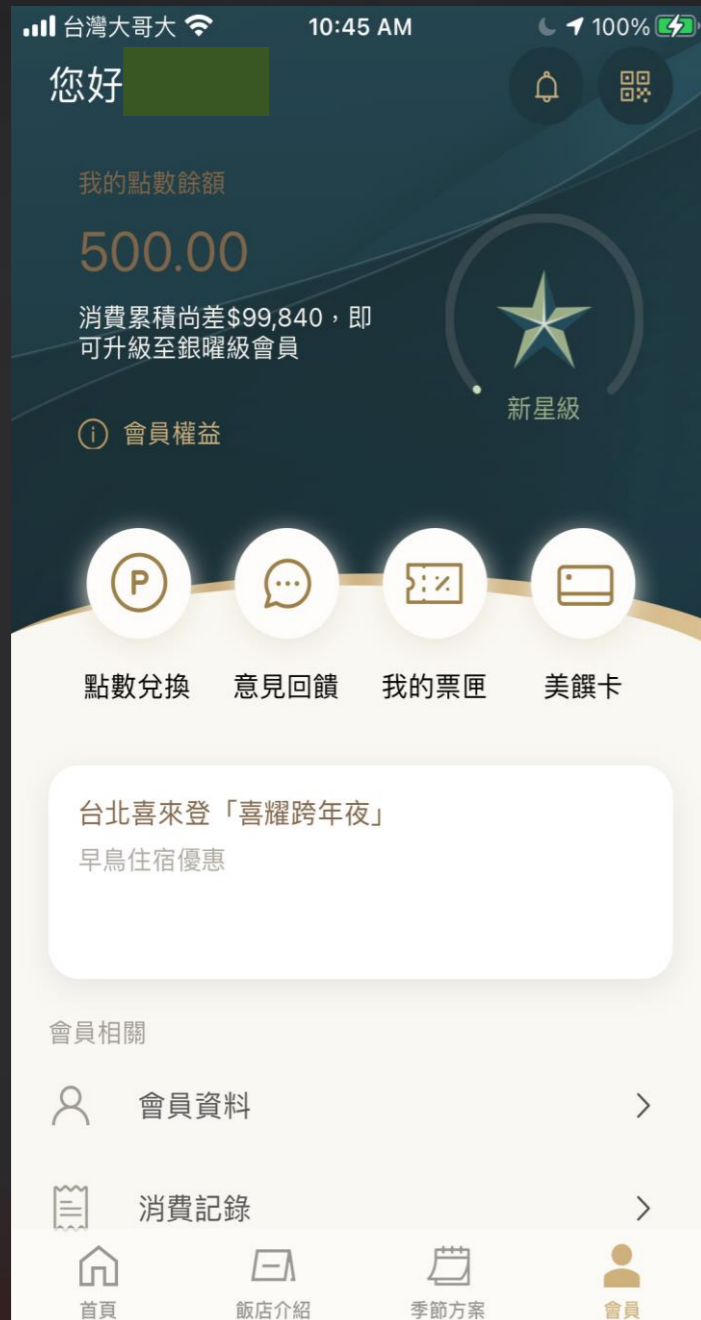 台灣大哥大 10:45 AM 100%
您好
我的點數餘額
500.00
消費累積尚差$99,840，即
可升級至銀曜級會員
新星級
會員權益
P
點數兌換 意見回饋 我的票匣 美饌卡
台北喜來登「喜耀跨年夜」
早鳥住宿優惠
會員相關
會員資料
消費記錄
首頁 飯店介紹 季節方案 會員